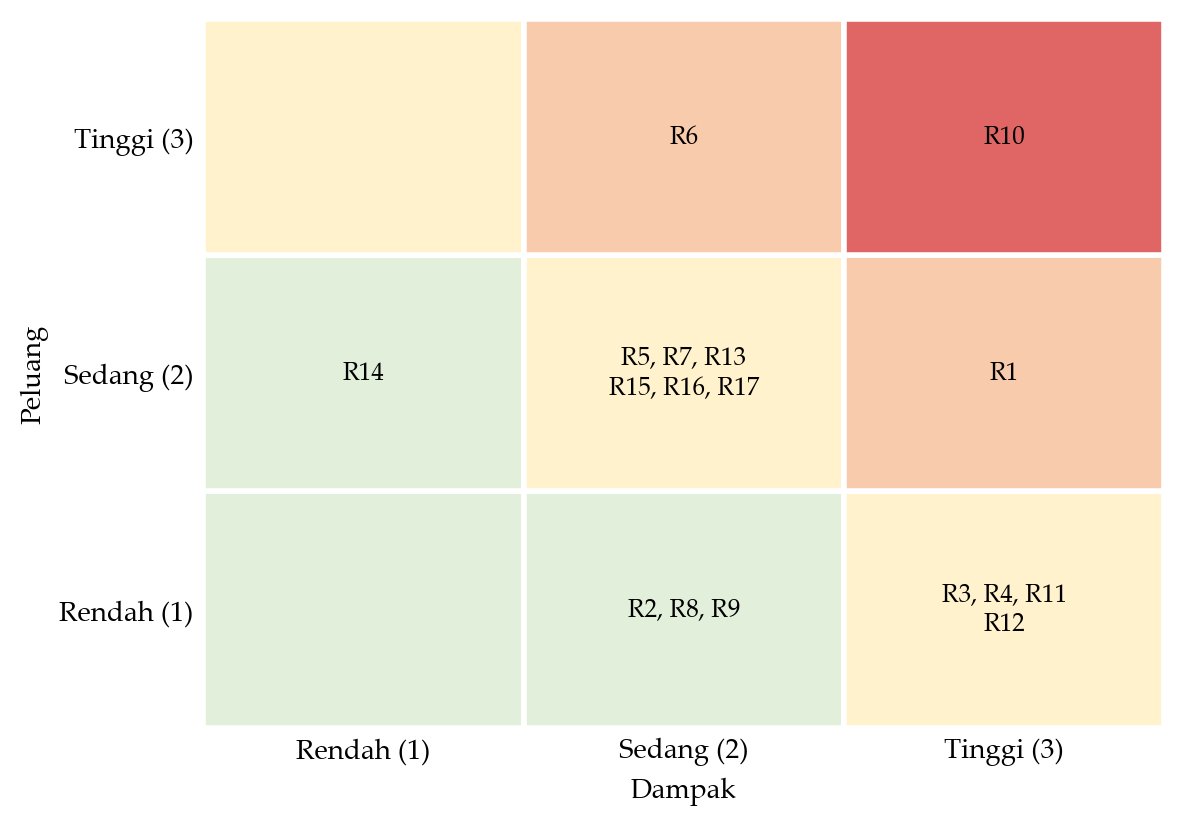 Tinggi (3)
R6
R10
Peluang
Sedang (2)
R14
R5, R7, R13
R15, R16, R17
R1
Rendah (1)
R2, R8, R9
R3, R4, R11
R12
Rendah (1)
Sedang (2)
Tinggi (3)
Dampak